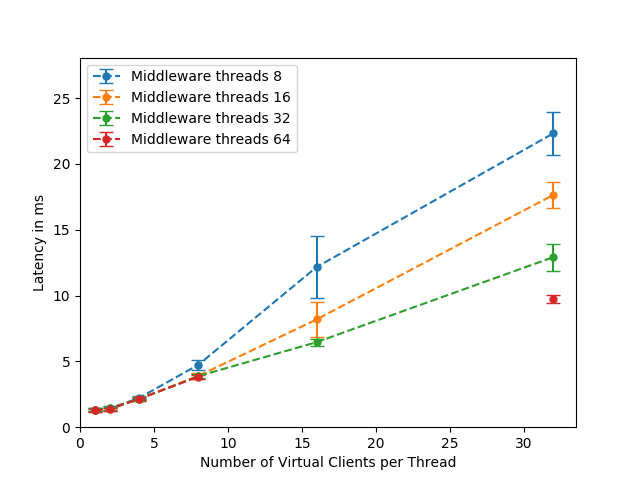 Middleware threads 8
Middleware threads 16
Middleware threads 32
Middleware threads 64
25
20
15
10
5
0
Latency in ms
0 5 10 15 20 25 30
Number of Virtual Clients per Thread